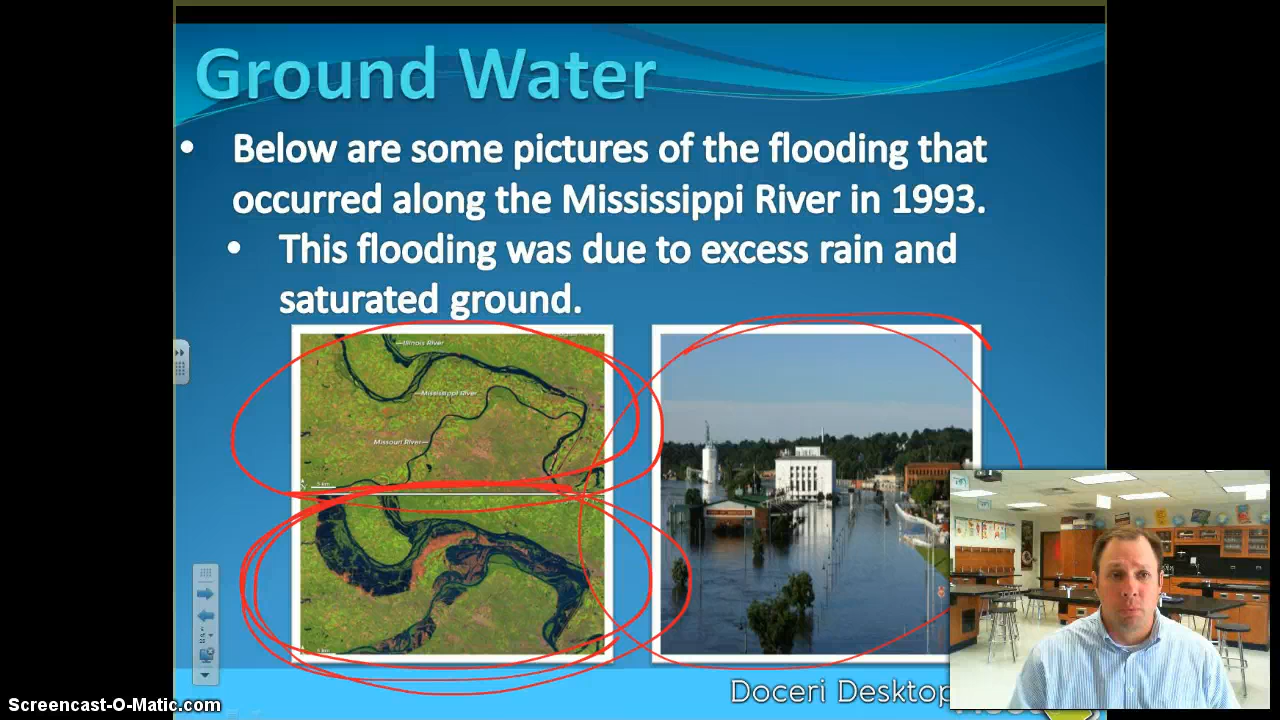 Ground Water
• Below are some pictures of the flooding that
occurred along the Mississippi River in 1993.
• This flooding was due to excess rain and
saturated ground.
Illinois River
Mississippi River
Missouri River
Doceri Desktop
Screencast-O-Matic.com